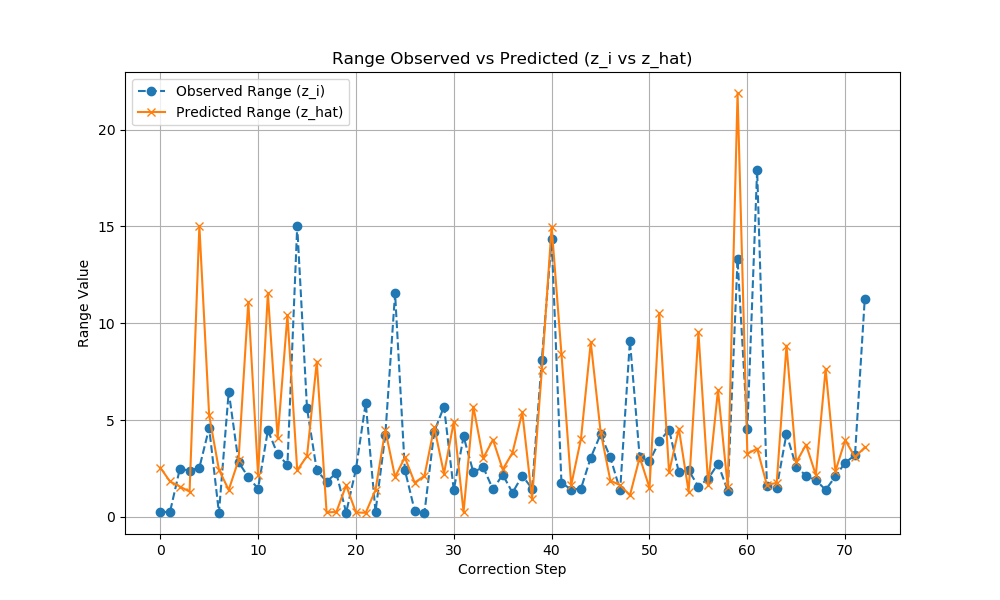 Range Observed vs Predicted (z_i vs z_hat)
Observed Range (z_i)
Predicted Range (z_hat)
Range Value
20
15
10
5
0
0 10 20 30 40 50 60 70
Correction Step